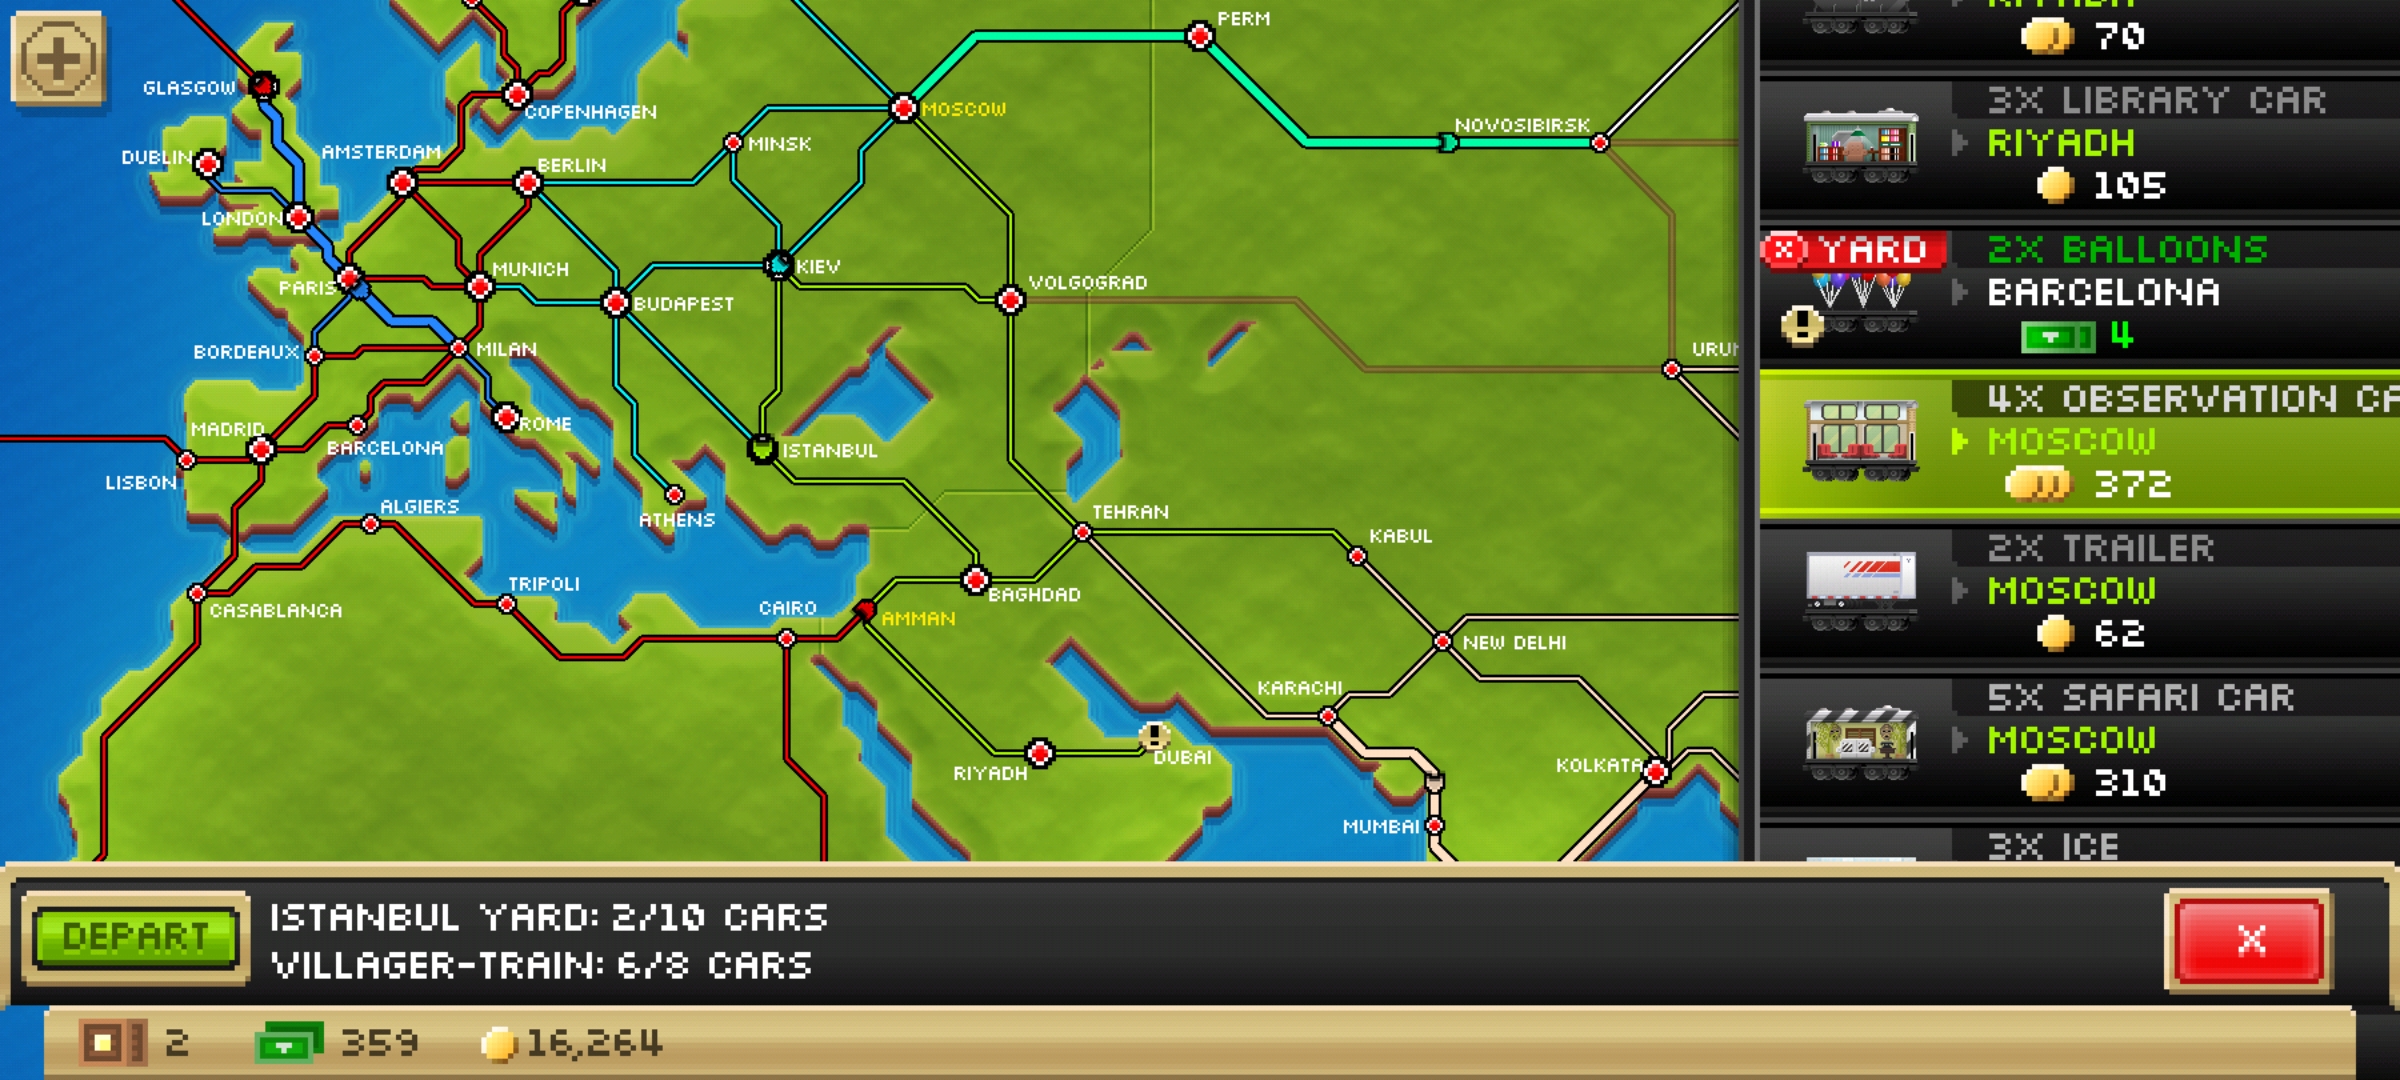 PERM
GLASGOW
COPENHAGEN
MOSCOW
MINSK
NOVOSIBIRSK
DUBLIN
AMSTERDAM
BERLIN
LONDON
MUNICH
KIEV
PARIS
BUDAPEST
VOLGOGRAD
BORDEAUX
MILAN
MADRID
BARCELONA
ROME
ISTANBUL
LISBON
ALGIERS
ATHENS
TEHRAN
KABUL
TRIPOLI
CAIRO
BAGHDAD
CASABLANCA
AMMAN
NEW DELHI
KARACHI
RIYADH
DUBAI
KOLKATA
MUMBAI
70
3X LIBRARY CAR
RIYADH
105
YARD
2X BALLOONS
BARCELONA
4
4X OBSERVATION CA
MOSCOW
372
2X TRAILER
MOSCOW
62
5X SAFARI CAR
MOSCOW
310
3X ICE
DEPART
ISTANBUL YARD: 2/10 CARS
VILLAGER-TRAIN: 6/8 CARS
X
2
359
16,264